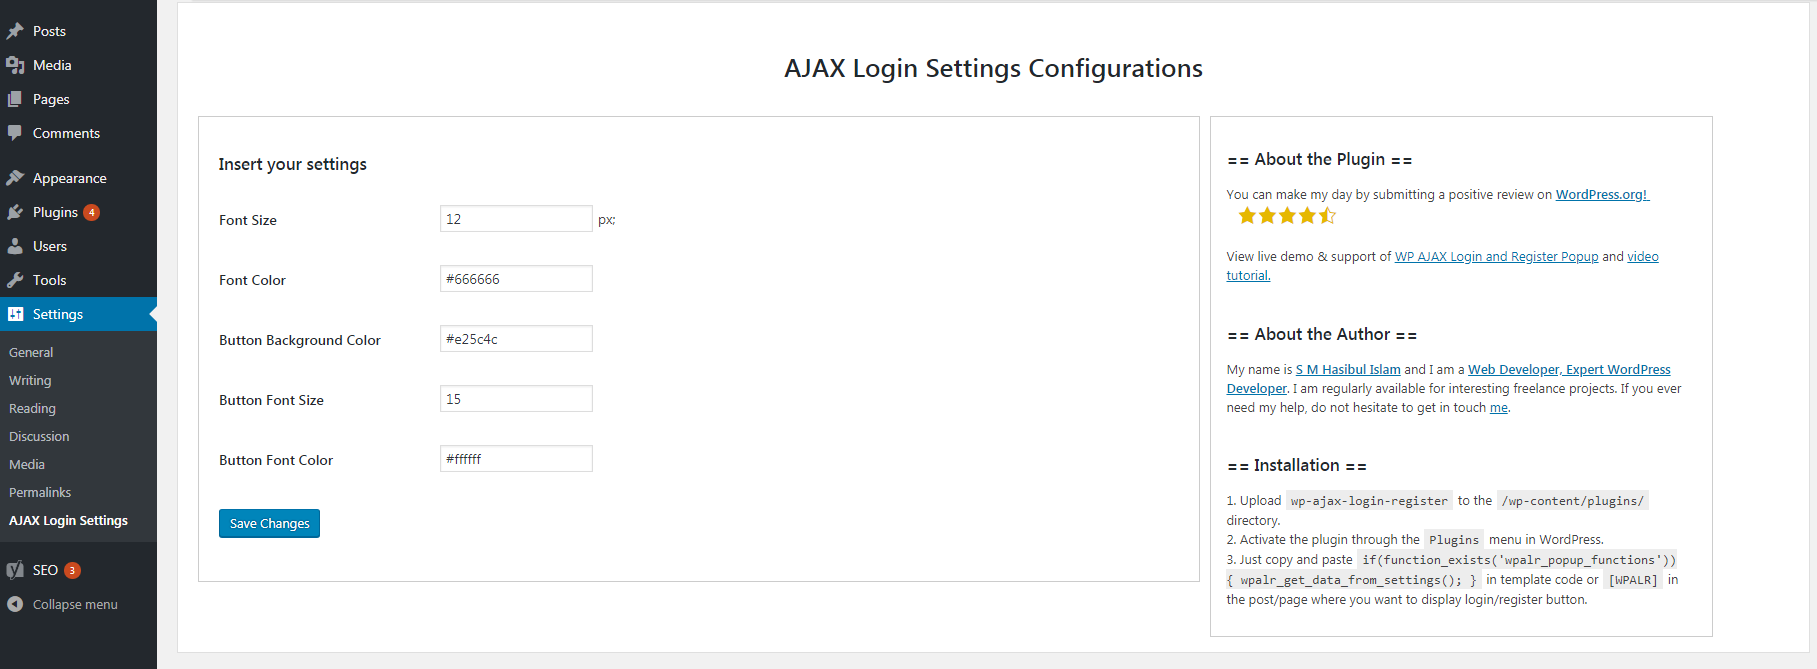 Posts
Media
Pages
Comments
Appearance
Plugins 4
Users
Tools
Settings
General
Writing
Reading
Discussion
Media
Permalinks
AJAX Login Settings
SEO 3
Collapse menu
AJAX Login Settings Configurations
Insert your settings
Font Size 12 px;
Font Color #666666
Button Background Color #e25c4c
Button Font Size 15
Button Font Color #ffffff
Save Changes
== About the Plugin ==
You can make my day by submitting a positive review on WordPress.org!
View live demo & support of WP AJAX Login and Register Popup and video
tutorial.
== About the Author ==
My name is S M Hasibul Islam and I am a Web Developer, Expert WordPress
Developer. I am regularly available for interesting freelance projects. If you ever
need my help, do not hesitate to get in touch me.
== Installation ==
1. Upload wp-ajax-login-register to the /wp-content/plugins/
directory.
2. Activate the plugin through the Plugins menu in WordPress.
3. Just copy and paste if(function_exists('wpalr_popup_functions'))
{ wpalr_get_data_from_settings(); } in template code or [WPALR] in
the post/page where you want to display login/register button.